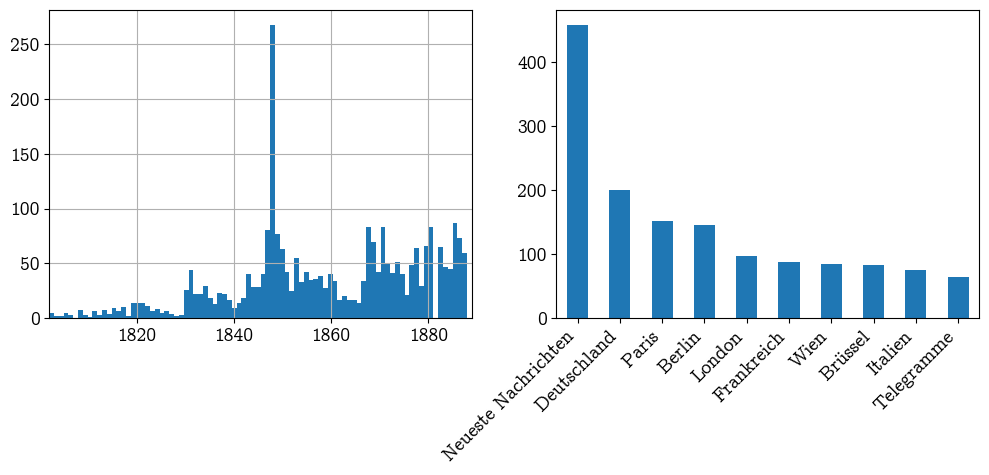 250
200
150
100
50
0
1820 1840 1860 1880
400
300
200
100
0
Neueste Nachrichten
Deutschland
Paris
Berlin
London
Frankreich
Wien
Brüssel
Italien
Telegramme